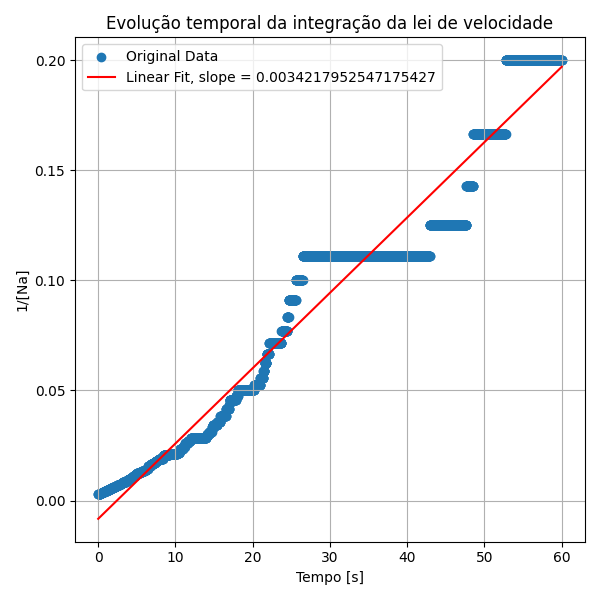 Evolução temporal da integração da lei de velocidade
Original Data
Linear Fit, slope = 0.0034217952547175427
0.20
0.15
0.10
0.05
0.00
1/[Na]
0
10
20
30
40
50
60
Tempo [s]